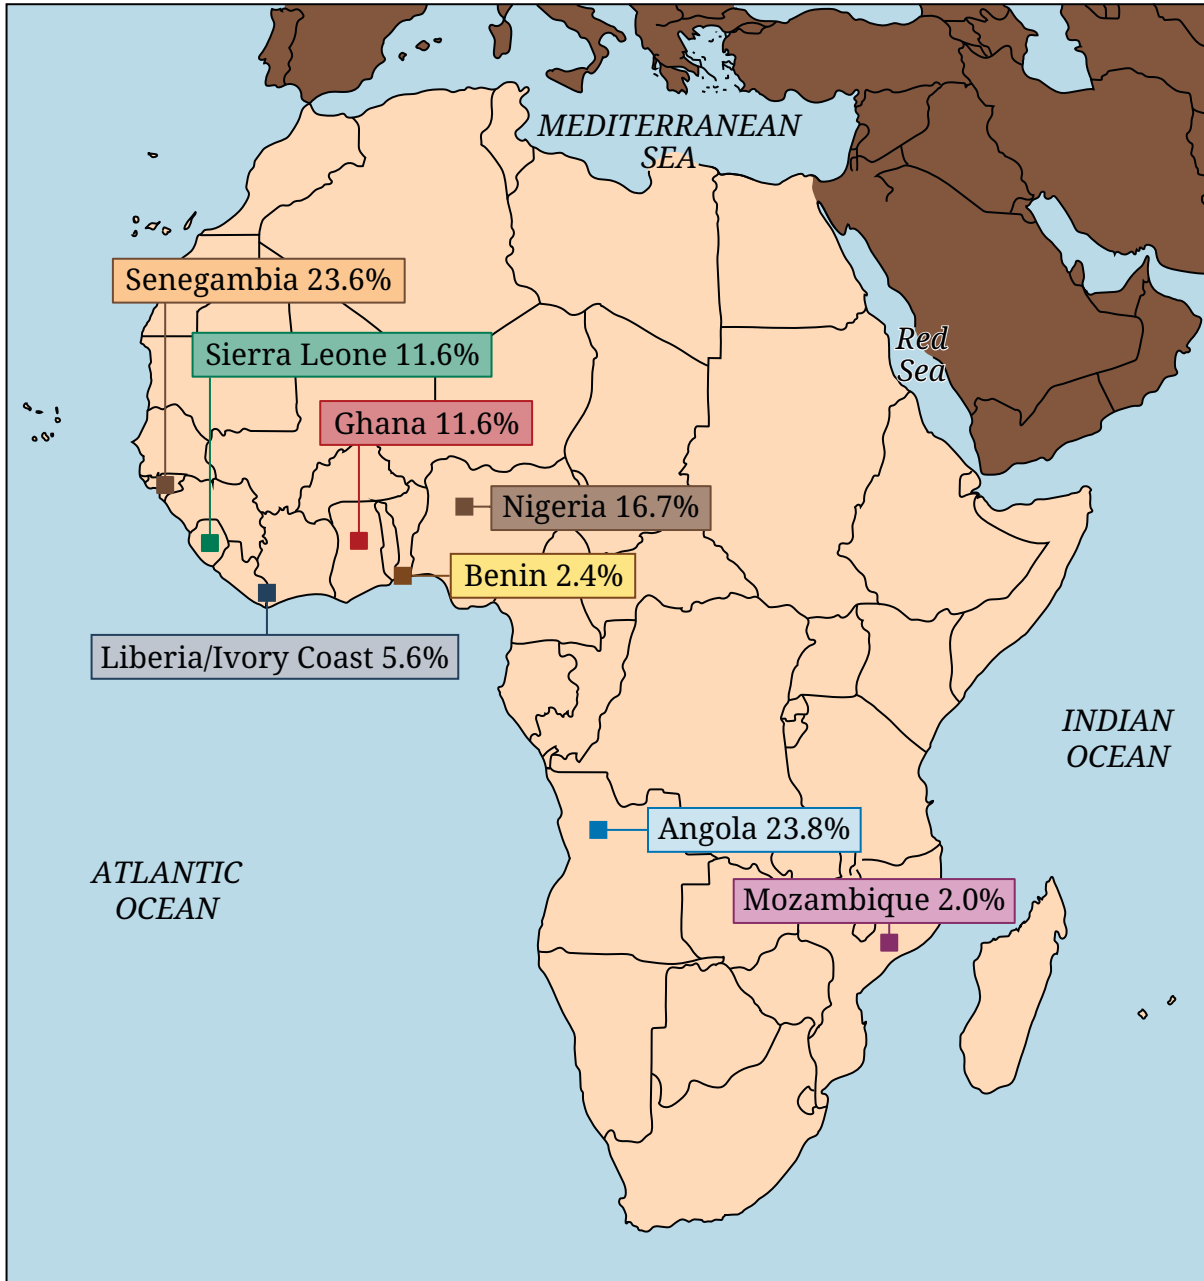 MEDITERRANEAN
SEA
Senegambia 23.6%
Sierra Leone 11.6%
Red
Sea
Ghana 11.6%
Nigeria 16.7%
Benin 2.4%
Liberia/Ivory Coast 5.6%
INDIAN
OCEAN
Angola 23.8%
ATLANTIC
OCEAN
Mozambique 2.0%